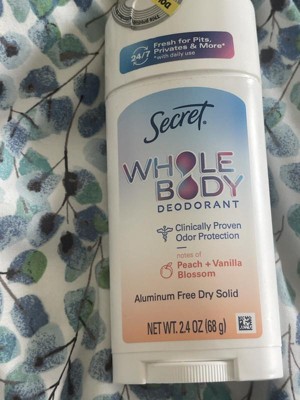 24/7
Fresh for Pits,
Privates & More*
*with daily use
Secret.
WHOLE
BODY
DEODORANT
Clinically Proven
Odor Protection
notes of
Peach + Vanilla
Blossom
Aluminum Free Dry Solid
NET WT. 2.4 OZ (68 g)